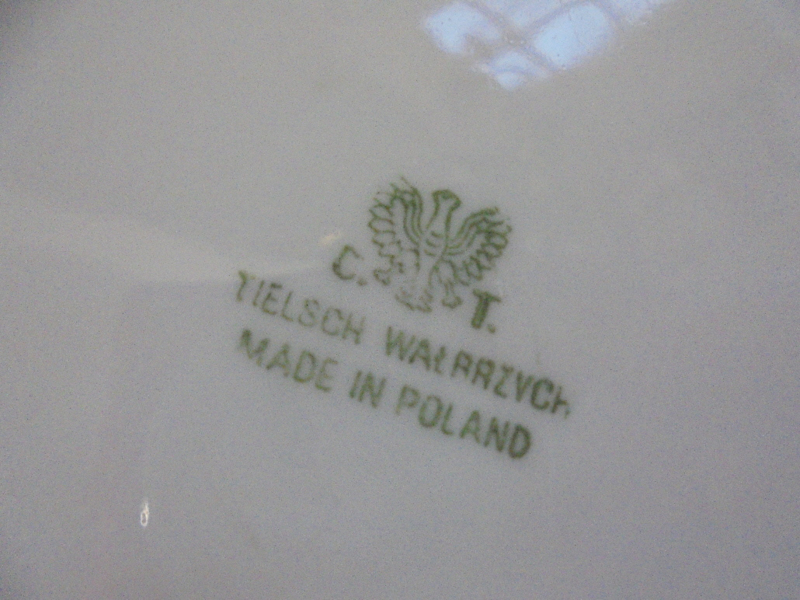 C. T.
TIELSCH WAŁBRZYCH
MADE IN POLAND